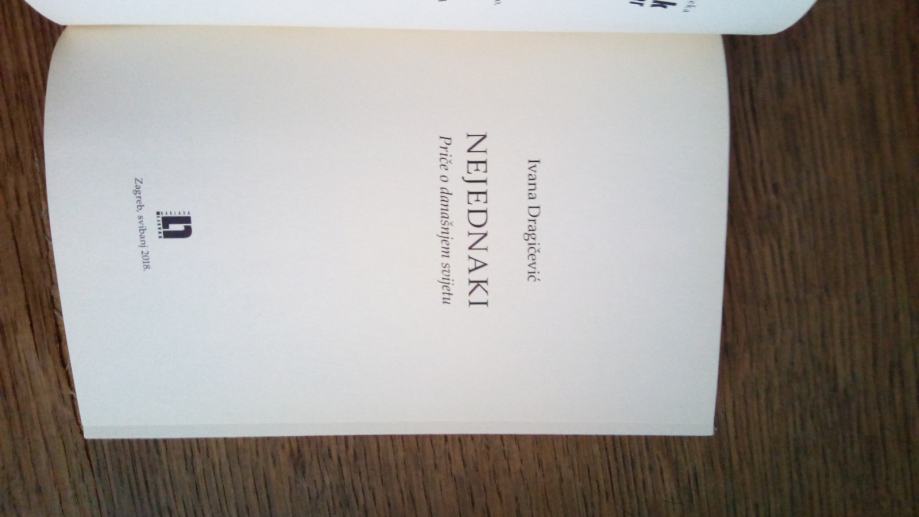 Ivana Dragičević
NEJEDNAKI
Priče o današnjem svijetu
Zagreb, svibanj 2018.